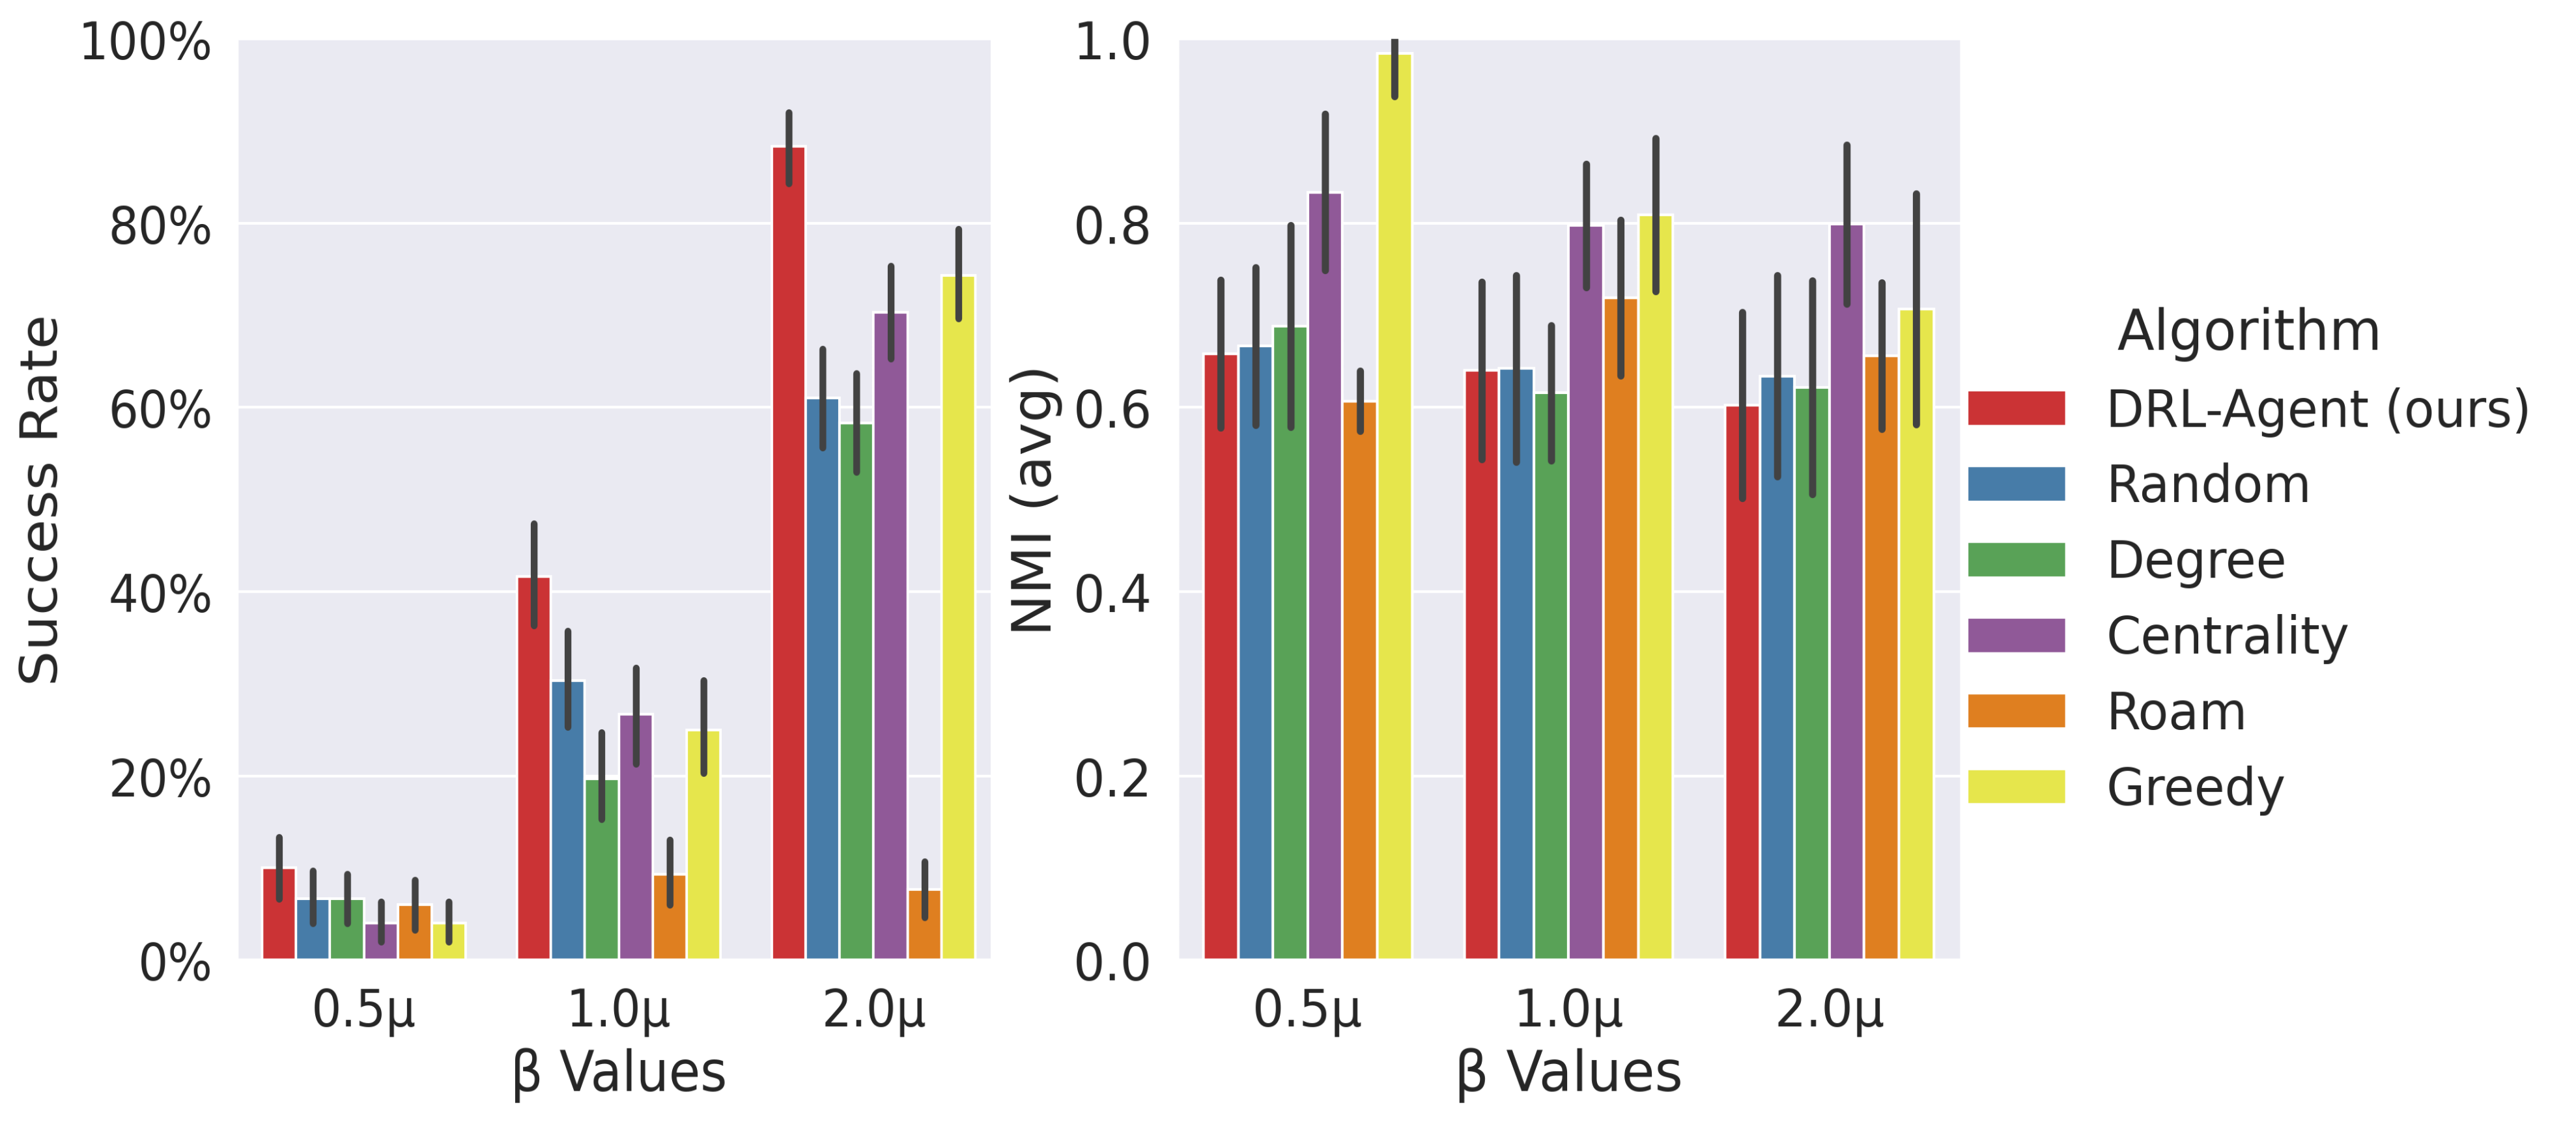 100%
80%
60%
40%
20%
0%
Success Rate
0.5μ
1.0μ
2.0μ
β Values
1.0
0.8
0.6
0.4
0.2
0.0
NMI (avg)
0.5μ
1.0μ
2.0μ
β Values
Algorithm
DRL-Agent (ours)
Random
Degree
Centrality
Roam
Greedy